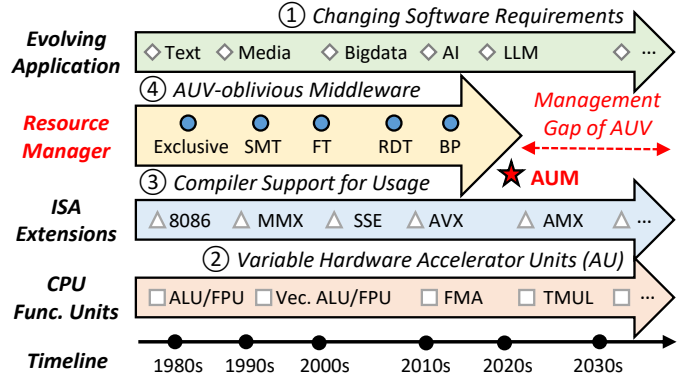 ① Changing Software Requirements
Evolving Application
Text Media Bigdata AI LLM ...
④ AUV-oblivious Middleware
Resource Manager
Exclusive SMT FT RDT BP
Management Gap of AUV
AUM
③ Compiler Support for Usage
ISA Extensions
8086 MMX SSE AVX AMX ...
② Variable Hardware Accelerator Units (AU)
CPU Func. Units
ALU/FPU Vec. ALU/FPU FMA TMUL ...
Timeline
1980s 1990s 2000s 2010s 2020s 2030s